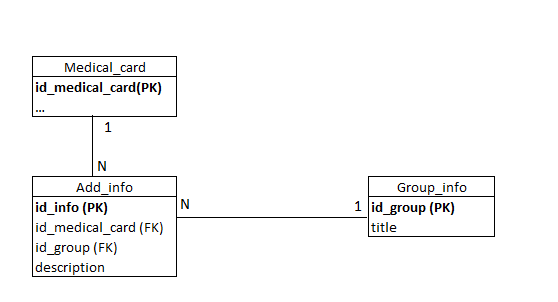 Medical_card
id_medical_card(PK)
...
1
N
Add_info
id_info (PK)
id_medical_card (FK)
id_group (FK)
description
N
1
Group_info
id_group (PK)
title